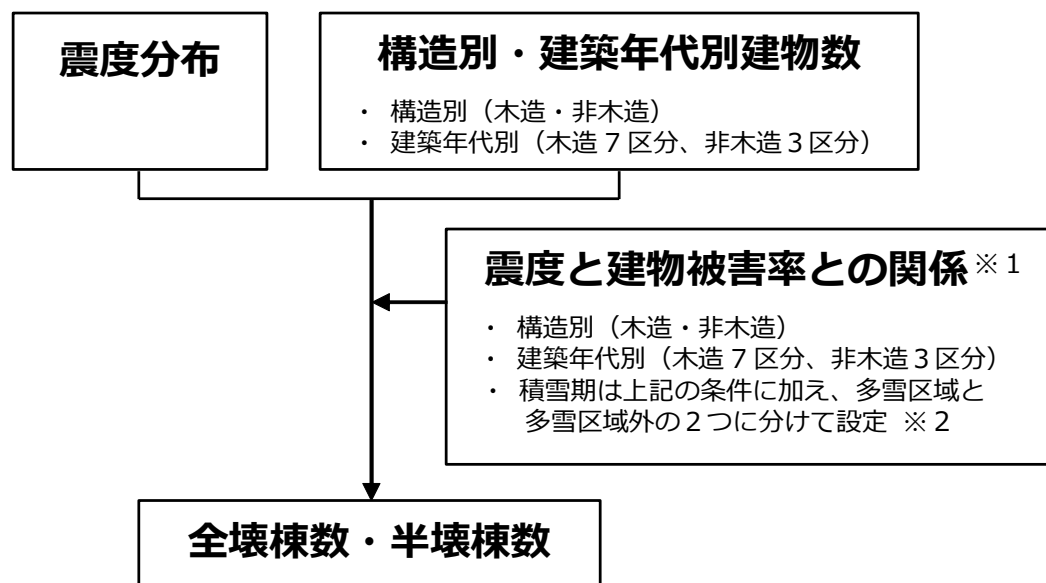 震度分布
構造別・建築年代別建物数
・ 構造別（木造・非木造）
・ 建築年代別（木造７区分、非木造３区分）
震度と建物被害率との関係※１
・ 構造別（木造・非木造）
・ 建築年代別（木造７区分、非木造３区分）
・ 積雪期は上記の条件に加え、多雪区域と
多雪区域外の２つに分けて設定 ※２
全壊棟数・半壊棟数